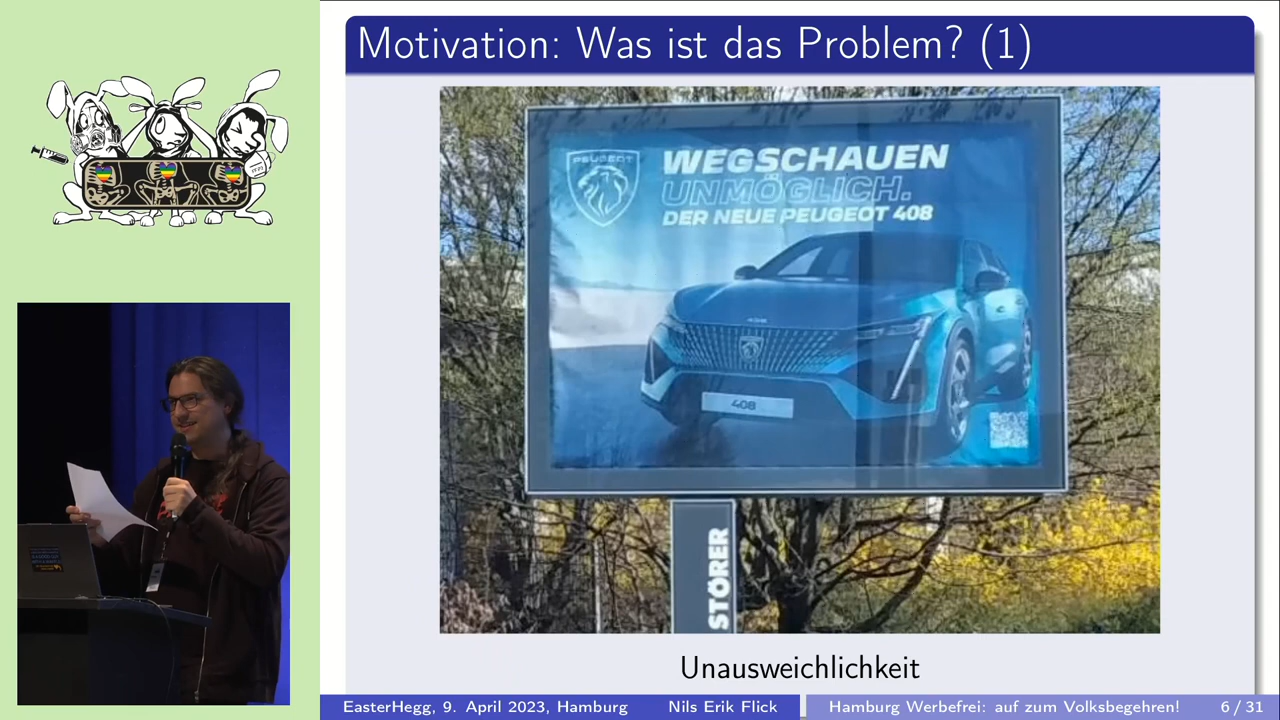 Motivation: Was ist das Problem? (1)
PEUGEOT
WEGSCHAUEN
UNMÖGLICH.
DER NEUE PEUGEOT 408
408
STÖRER
Unausweichlichkeit
EasterHegg, 9. April 2023, Hamburg Nils Erik Flick Hamburg Werbefrei: auf zum Volksbegehren! 6 / 31